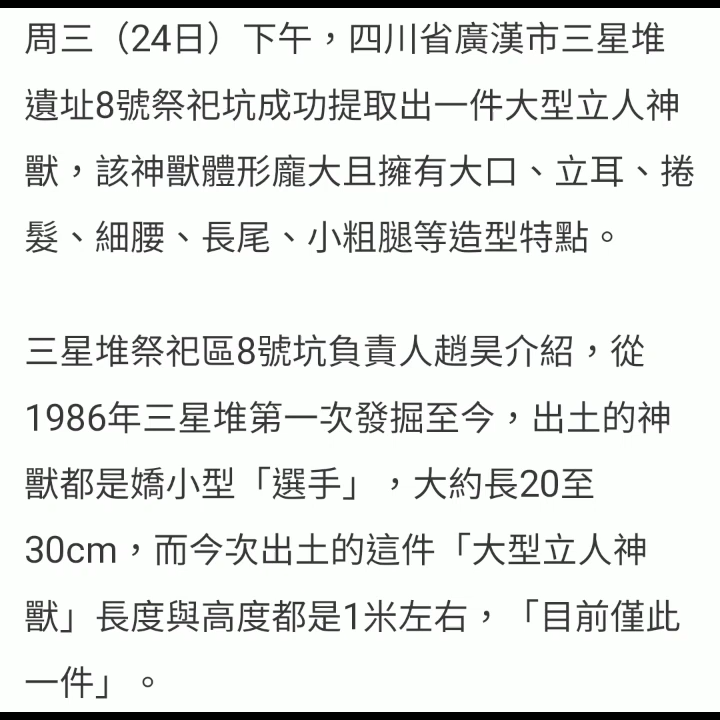 周三（24日）下午，四川省廣漢市三星堆
遺址8號祭祀坑成功提取出一件大型立人神
獸，該神獸體形龐大且擁有大口、立耳、捲
髮、細腰、長尾、小粗腿等造型特點。
三星堆祭祀區8號坑負責人趙昊介紹，從
1986年三星堆第一次發掘至今，出土的神
獸都是嬌小型「選手」，大約長20至
30cm，而今次出土的這件「大型立人神
獸」長度與高度都是1米左右，「目前僅此
一件」。